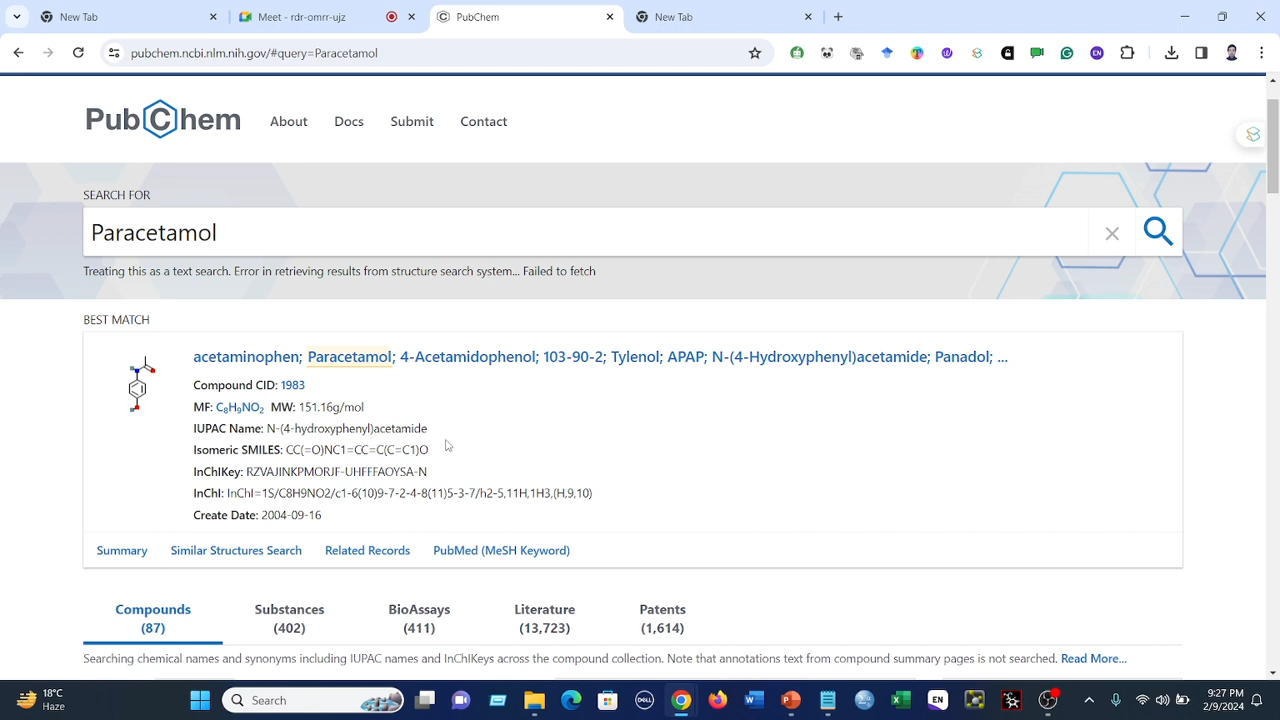 New Tab
Meet - rdr-omrr-ujz
PubChem
New Tab
pubchem.ncbi.nlm.nih.gov/#query=Paracetamol
PubChem
About
Docs
Submit
Contact
SEARCH FOR
Paracetamol
Treating this as a text search. Error in retrieving results from structure search system... Failed to fetch
BEST MATCH
acetaminophen; Paracetamol; 4-Acetamidophenol; 103-90-2; Tylenol; APAP; N-(4-Hydroxyphenyl)acetamide; Panadol; ...
Compound CID: 1983
MF: C₈H₉NO₂ MW: 151.16g/mol
IUPAC Name: N-(4-hydroxyphenyl)acetamide
Isomeric SMILES: CC(=O)NC1=CC=C(C=C1)O
InChIKey: RZVAJINKPMORJF-UHFFFAOYSA-N
InChI: InChI=1S/C8H9NO2/c1-6(10)9-7-2-4-8(11)5-3-7/h2-5,11H,1H3,(H,9,10)
Create Date: 2004-09-16
Summary
Similar Structures Search
Related Records
PubMed (MeSH Keyword)
Compounds
(87)
Substances
(402)
BioAssays
(411)
Literature
(13,723)
Patents
(1,614)
Searching chemical names and synonyms including IUPAC names and InChIKeys across the compound collection. Note that annotations text from compound summary pages is not searched. Read More...
18°C
Haze
Search
DELL
EN
9:27 PM
2/9/2024